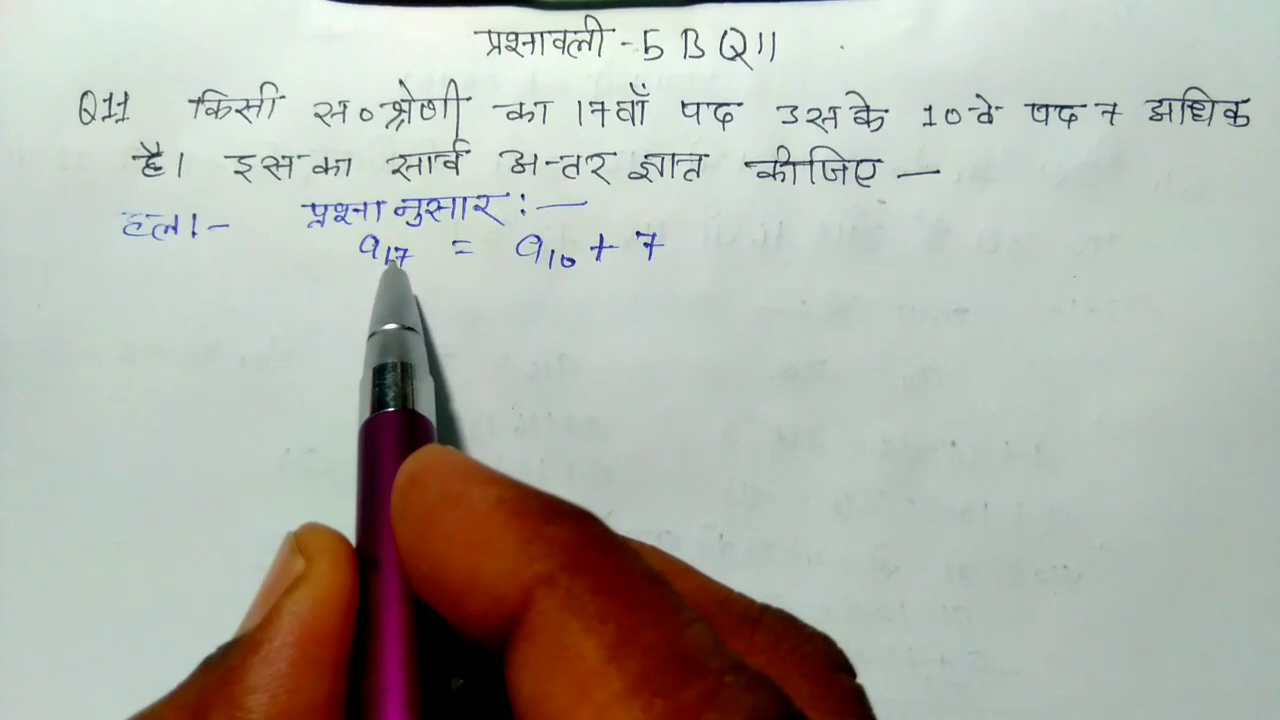 प्रश्नावली - 5 B Q 11
Q11 किसी स० श्रेणी का 17वाँ पद उसके 10वे पद 7 अधिक
है। इसका सार्व अन्तर ज्ञात कीजिए —
हल।- प्रश्नानुसार : —
a₁₇ = a₁₀ + 7